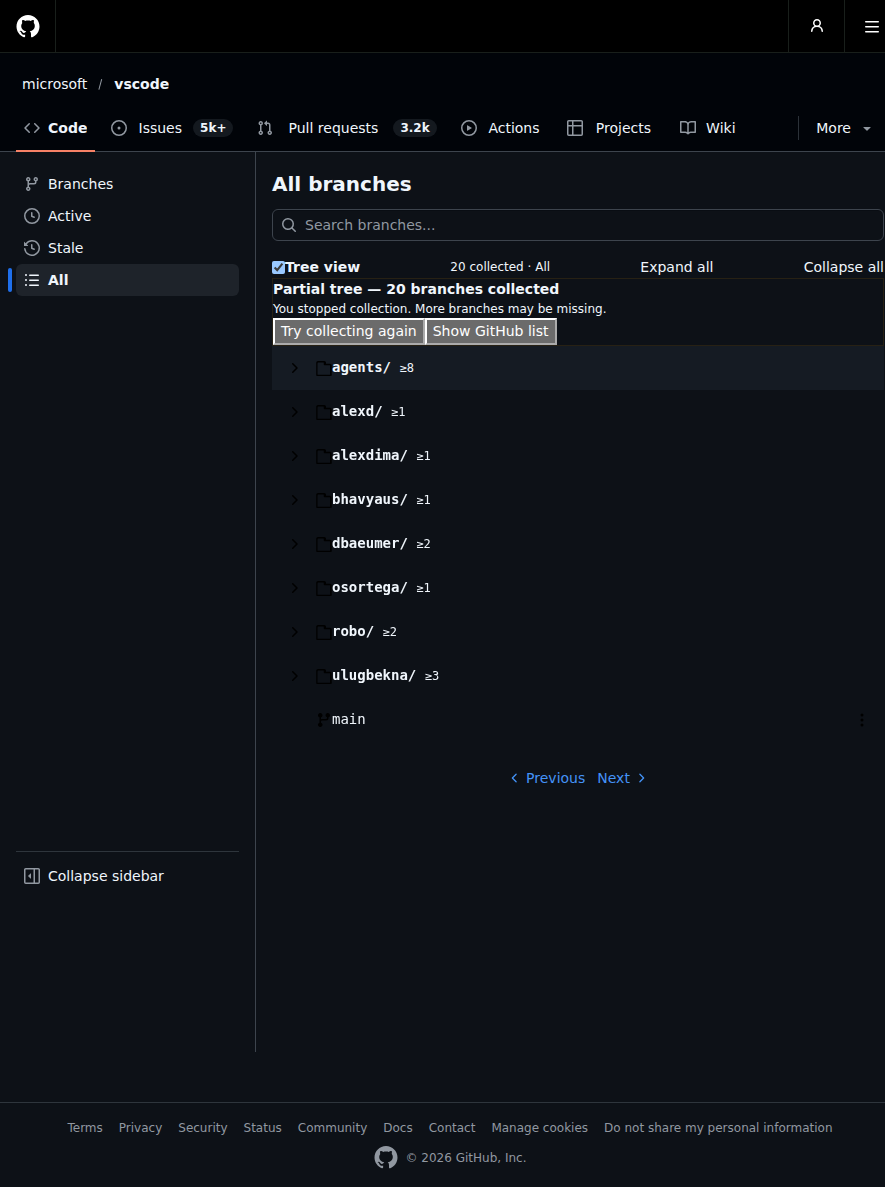 microsoft / vscode
Code Issues 5k+ Pull requests 3.2k Actions Projects Wiki More
Branches
Active
Stale
All
All branches
Search branches...
Tree view 20 collected · All Expand all Collapse all
Partial tree — 20 branches collected
You stopped collection. More branches may be missing.
Try collecting again Show GitHub list
agents/ ≥8
alexd/ ≥1
alexdima/ ≥1
bhavyaus/ ≥1
dbaeumer/ ≥2
osortega/ ≥1
robo/ ≥2
ulugbekna/ ≥3
main
Previous Next
Collapse sidebar
Terms Privacy Security Status Community Docs Contact Manage cookies Do not share my personal information
© 2026 GitHub, Inc.